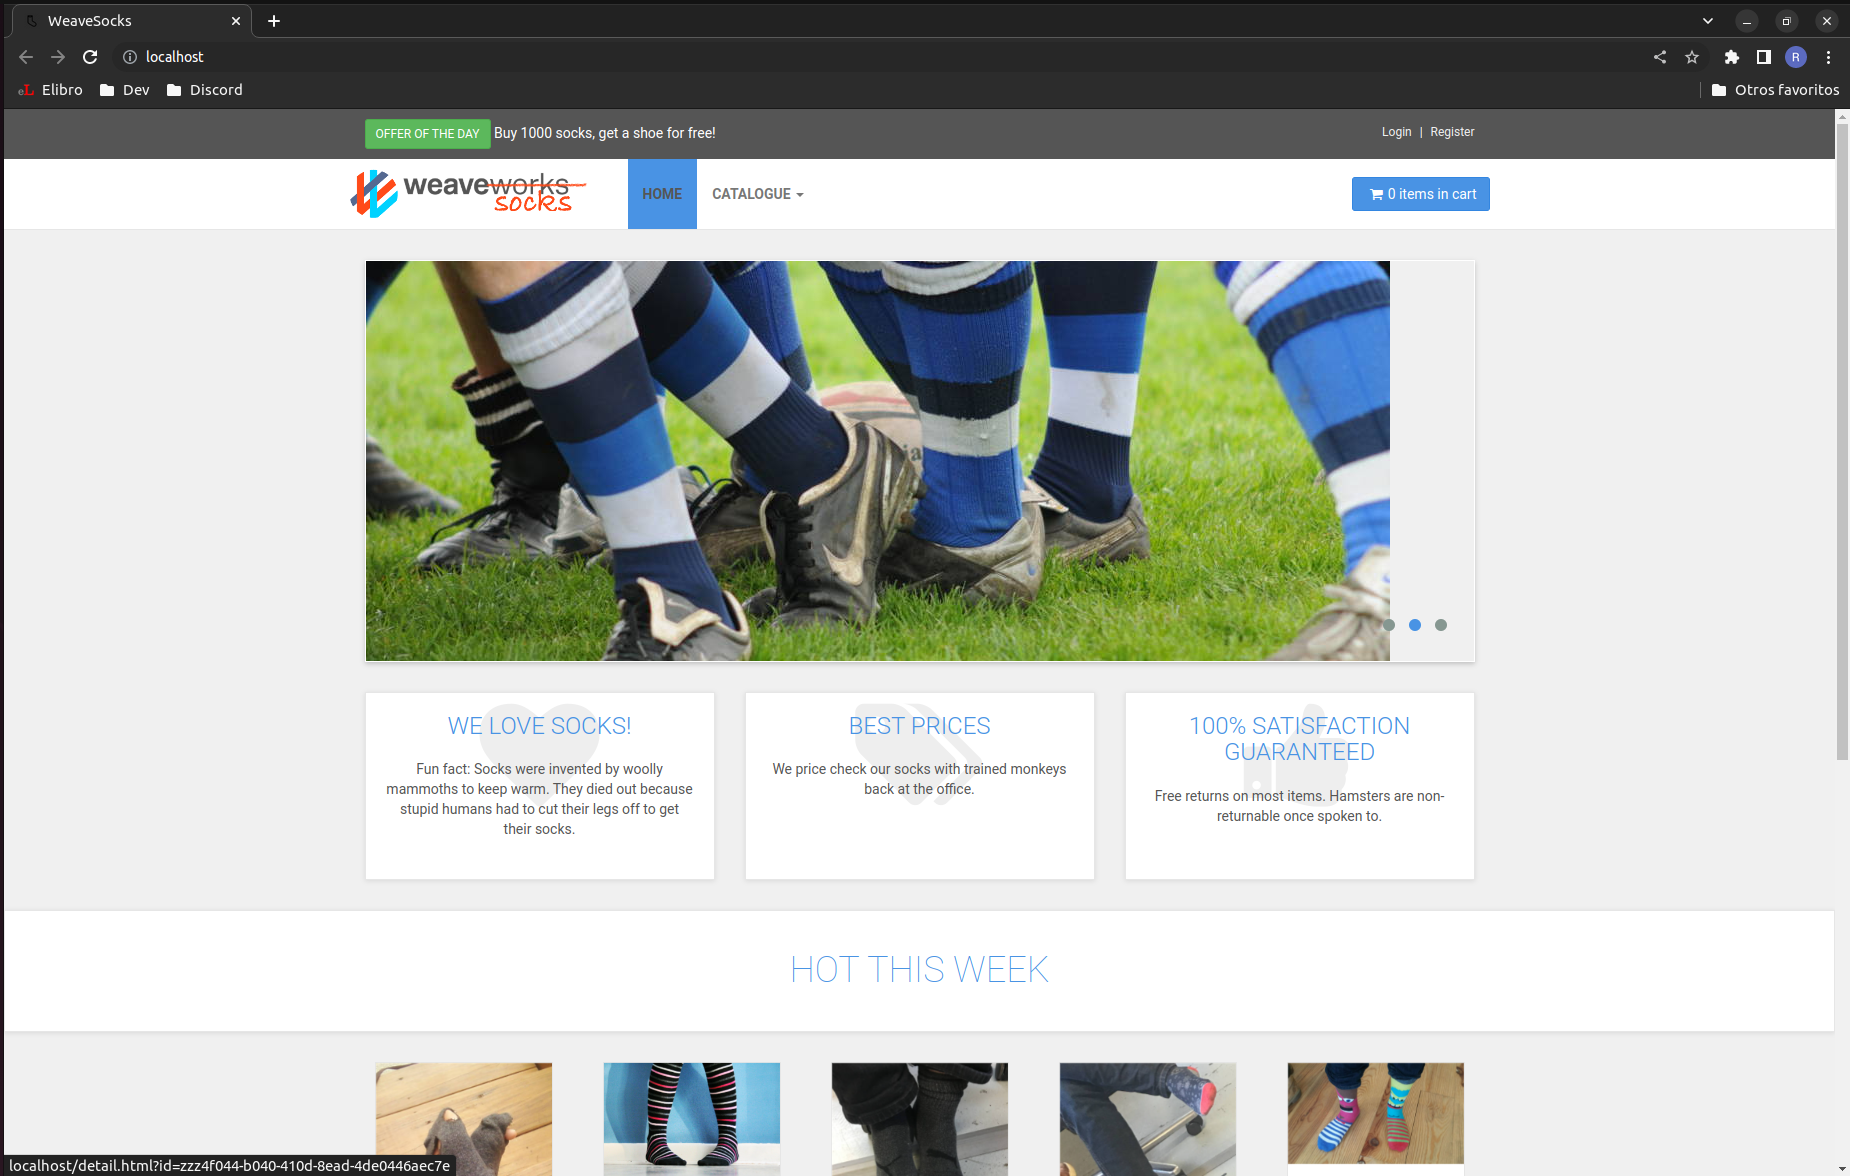 WeaveSocks
localhost
Elibro Dev Discord Otros favoritos
OFFER OF THE DAY Buy 1000 socks, get a shoe for free! Login | Register
weaveworks
socks
HOME CATALOGUE 0 items in cart
WE LOVE SOCKS!
Fun fact: Socks were invented by woolly
mammoths to keep warm. They died out because
stupid humans had to cut their legs off to get
their socks.
BEST PRICES
We price check our socks with trained monkeys
back at the office.
100% SATISFACTION
GUARANTEED
Free returns on most items. Hamsters are non-
returnable once spoken to.
HOT THIS WEEK
localhost/detail.html?id=zzz4f044-b040-410d-8ead-4de0446aec7e